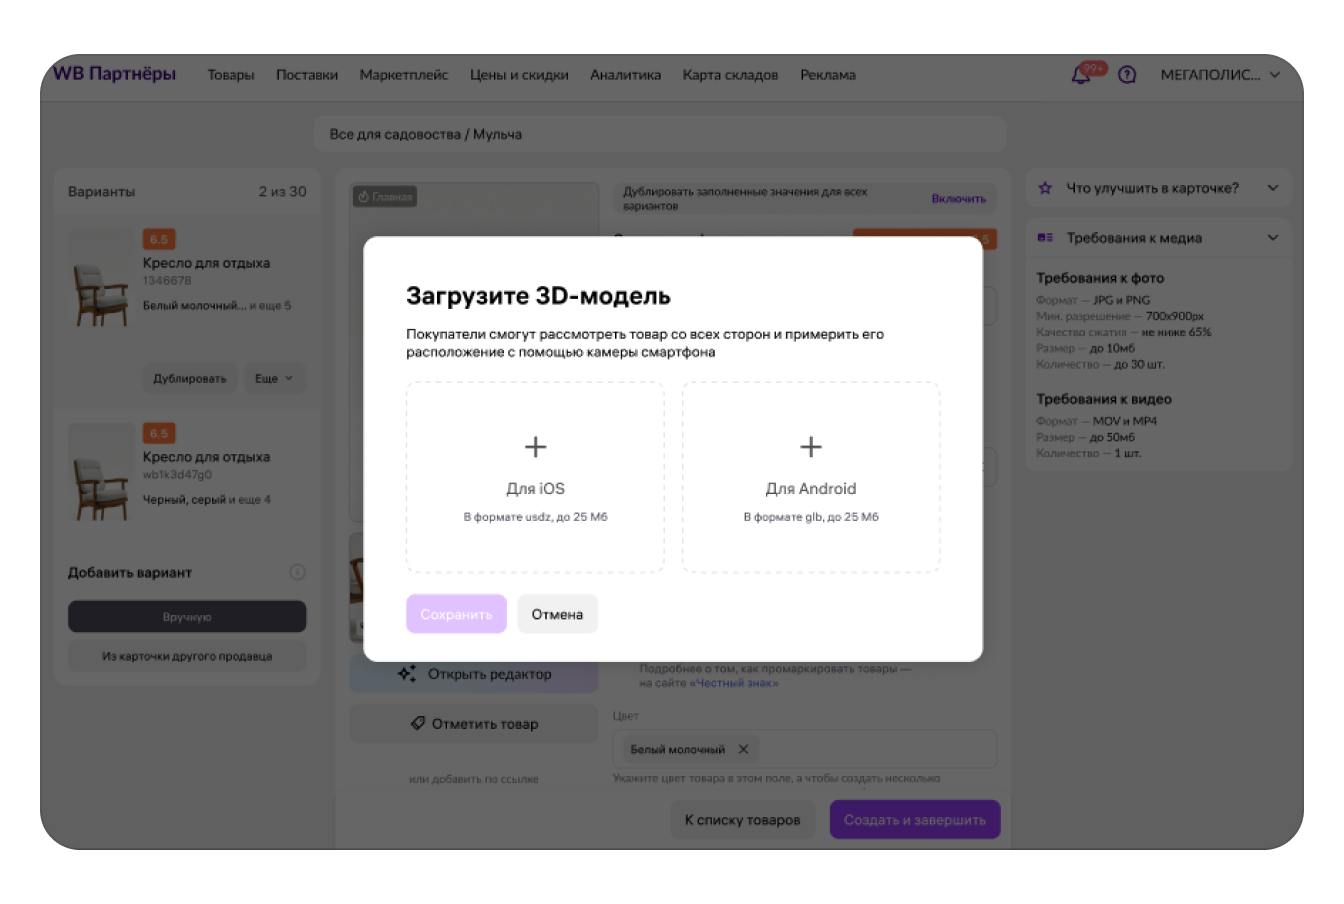 WB Партнёры
Товары
Поставки
Маркетплейс
Цены и скидки
Аналитика
Карта складов
Реклама
99+
МЕГАПОЛИС...
Все для садовоства / Мульча
Варианты
2 из 30
6.5
Кресло для отдыха
1346678
Белый молочный... и еще 5
Дублировать
Еще
6.5
Кресло для отдыха
wb1k3d47g0
Черный, серый и еще 4
Добавить вариант
Вручную
Из карточки другого продавца
Главная
Дублировать заполненные значения для всех
вариантов
Включить
5
Загрузите 3D-модель
Покупатели смогут рассмотреть товар со всех сторон и примерить его
расположение с помощью камеры смартфона
Для iOS
В формате usdz, до 25 Мб
Для Android
В формате glb, до 25 Мб
Сохранить
Отмена
Открыть редактор
Отметить товар
или добавить по ссылке
Подробнее о том, как промаркировать товары —
на сайте «Честный знак»
Цвет
Белый молочный
Укажите цвет товара в этом поле, а чтобы создать несколько
К списку товаров
Создать и завершить
Что улучшить в карточке?
Требования к медиа
Требования к фото
Формат — JPG и PNG
Мин. разрешение — 700x900px
Качество сжатия — не ниже 65%
Размер — до 10мб
Количество — до 30 шт.
Требования к видео
Формат — MOV и MP4
Размер — до 50мб
Количество — 1 шт.